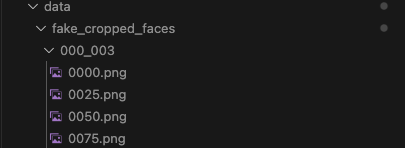 data
fake_cropped_faces
000_003
0000.png
0025.png
0050.png
0075.png